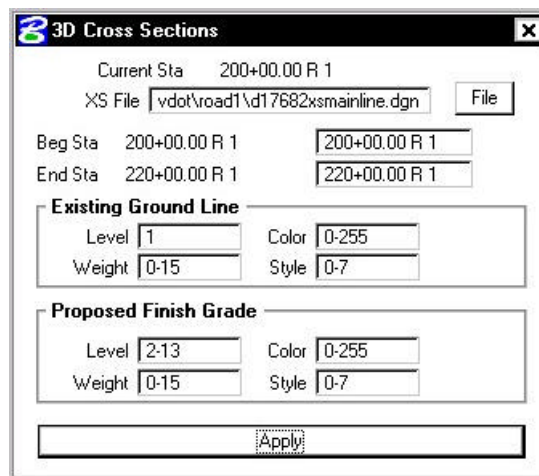 3D Cross Sections
Current Sta 200+00.00 R 1
XS File vdot\road1\d17682xsmainline.dgn File
Beg Sta 200+00.00 R 1 200+00.00 R 1
End Sta 220+00.00 R 1 220+00.00 R 1
Existing Ground Line
Level 1 Color 0-255
Weight 0-15 Style 0-7
Proposed Finish Grade
Level 2-13 Color 0-255
Weight 0-15 Style 0-7
Apply